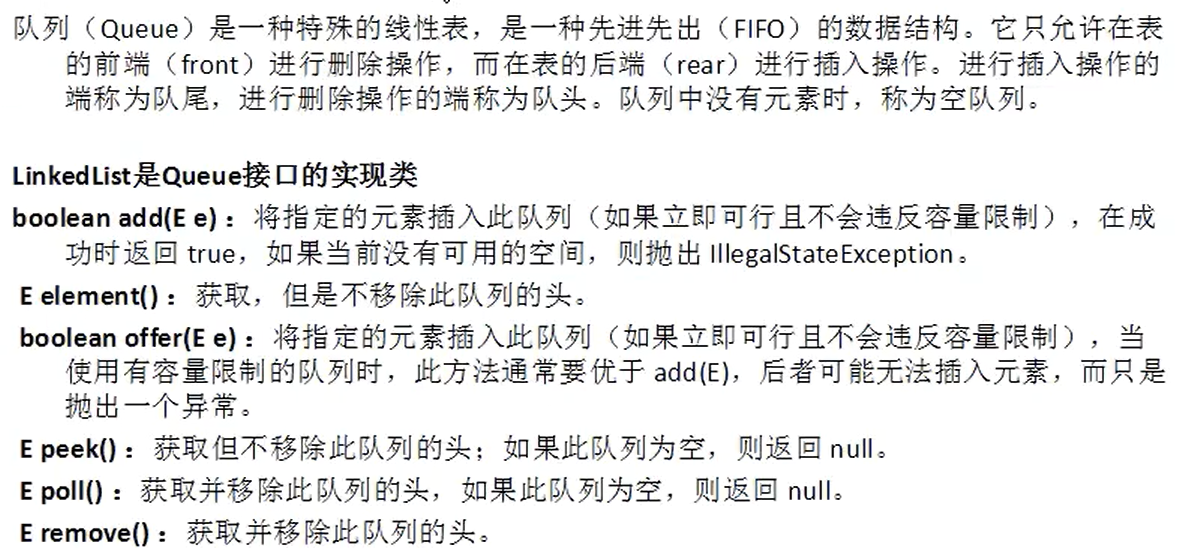 队列（Queue）是一种特殊的线性表，是一种先进先出（FIFO）的数据结构。它只允许在表
的前端（front）进行删除操作，而在表的后端（rear）进行插入操作。进行插入操作的
端称为队尾，进行删除操作的端称为队头。队列中没有元素时，称为空队列。
LinkedList是Queue接口的实现类
boolean add(E e)：将指定的元素插入此队列（如果立即可行且不会违反容量限制），在成
功时返回 true，如果当前没有可用的空间，则抛出 IllegalStateException。
E element()：获取，但是不移除此队列的头。
boolean offer(E e)：将指定的元素插入此队列（如果立即可行且不会违反容量限制），当
使用有容量限制的队列时，此方法通常要优于 add(E)，后者可能无法插入元素，而只是
抛出一个异常。
E peek()：获取但不移除此队列的头；如果此队列为空，则返回 null。
E poll()：获取并移除此队列的头，如果此队列为空，则返回 null。
E remove()：获取并移除此队列的头。